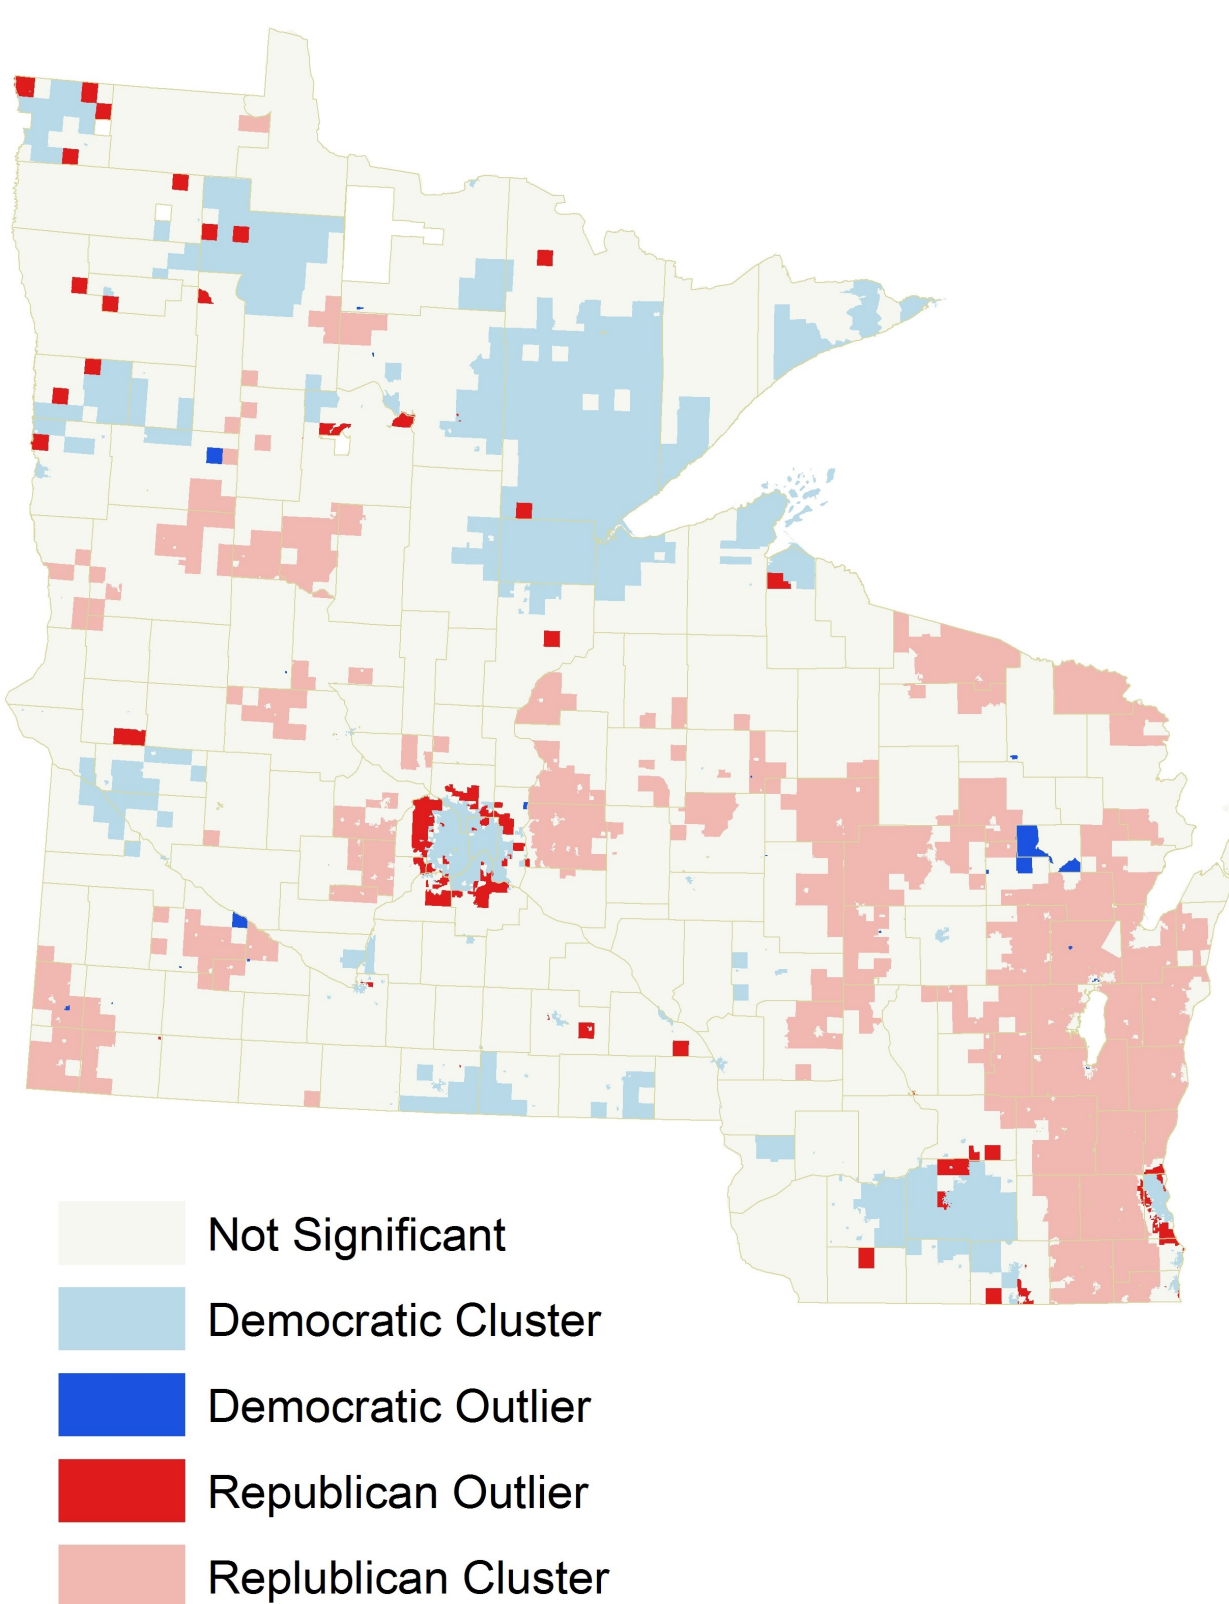 Not Significant
Democratic Cluster
Democratic Outlier
Republican Outlier
Replublican Cluster